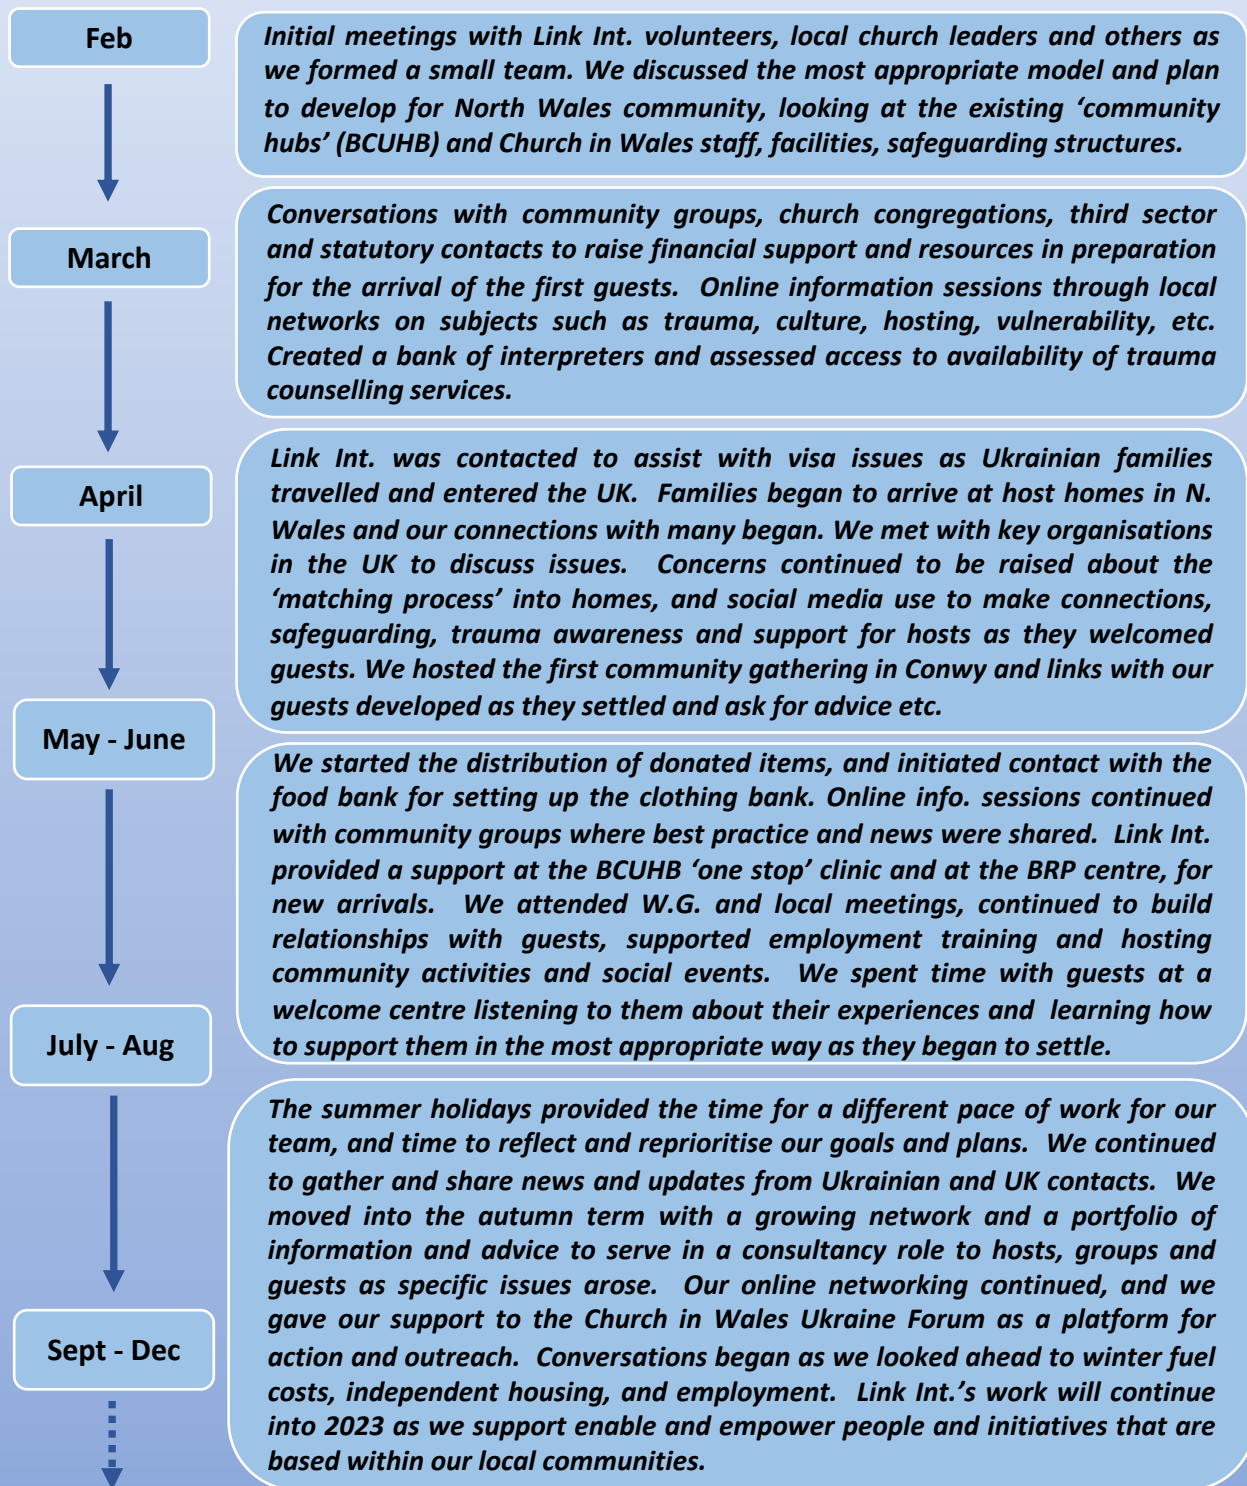 Feb
Initial meetings with Link Int. volunteers, local church leaders and others as
we formed a small team. We discussed the most appropriate model and plan
to develop for North Wales community, looking at the existing ‘community
hubs’ (BCUHB) and Church in Wales staff, facilities, safeguarding structures.
March
Conversations with community groups, church congregations, third sector
and statutory contacts to raise financial support and resources in preparation
for the arrival of the first guests. Online information sessions through local
networks on subjects such as trauma, culture, hosting, vulnerability, etc.
Created a bank of interpreters and assessed access to availability of trauma
counselling services.
April
Link Int. was contacted to assist with visa issues as Ukrainian families
travelled and entered the UK. Families began to arrive at host homes in N.
Wales and our connections with many began. We met with key organisations
in the UK to discuss issues. Concerns continued to be raised about the
‘matching process’ into homes, and social media use to make connections,
safeguarding, trauma awareness and support for hosts as they welcomed
guests. We hosted the first community gathering in Conwy and links with our
guests developed as they settled and ask for advice etc.
May - June
We started the distribution of donated items, and initiated contact with the
food bank for setting up the clothing bank. Online info. sessions continued
with community groups where best practice and news were shared. Link Int.
provided a support at the BCUHB ‘one stop’ clinic and at the BRP centre, for
new arrivals. We attended W.G. and local meetings, continued to build
relationships with guests, supported employment training and hosting
community activities and social events. We spent time with guests at a
welcome centre listening to them about their experiences and learning how
to support them in the most appropriate way as they began to settle.
July - Aug
The summer holidays provided the time for a different pace of work for our
team, and time to reflect and reprioritise our goals and plans. We continued
to gather and share news and updates from Ukrainian and UK contacts. We
moved into the autumn term with a growing network and a portfolio of
information and advice to serve in a consultancy role to hosts, groups and
guests as specific issues arose. Our online networking continued, and we
gave our support to the Church in Wales Ukraine Forum as a platform for
action and outreach. Conversations began as we looked ahead to winter fuel
costs, independent housing, and employment. Link Int.’s work will continue
into 2023 as we support enable and empower people and initiatives that are
based within our local communities.
Sept - Dec